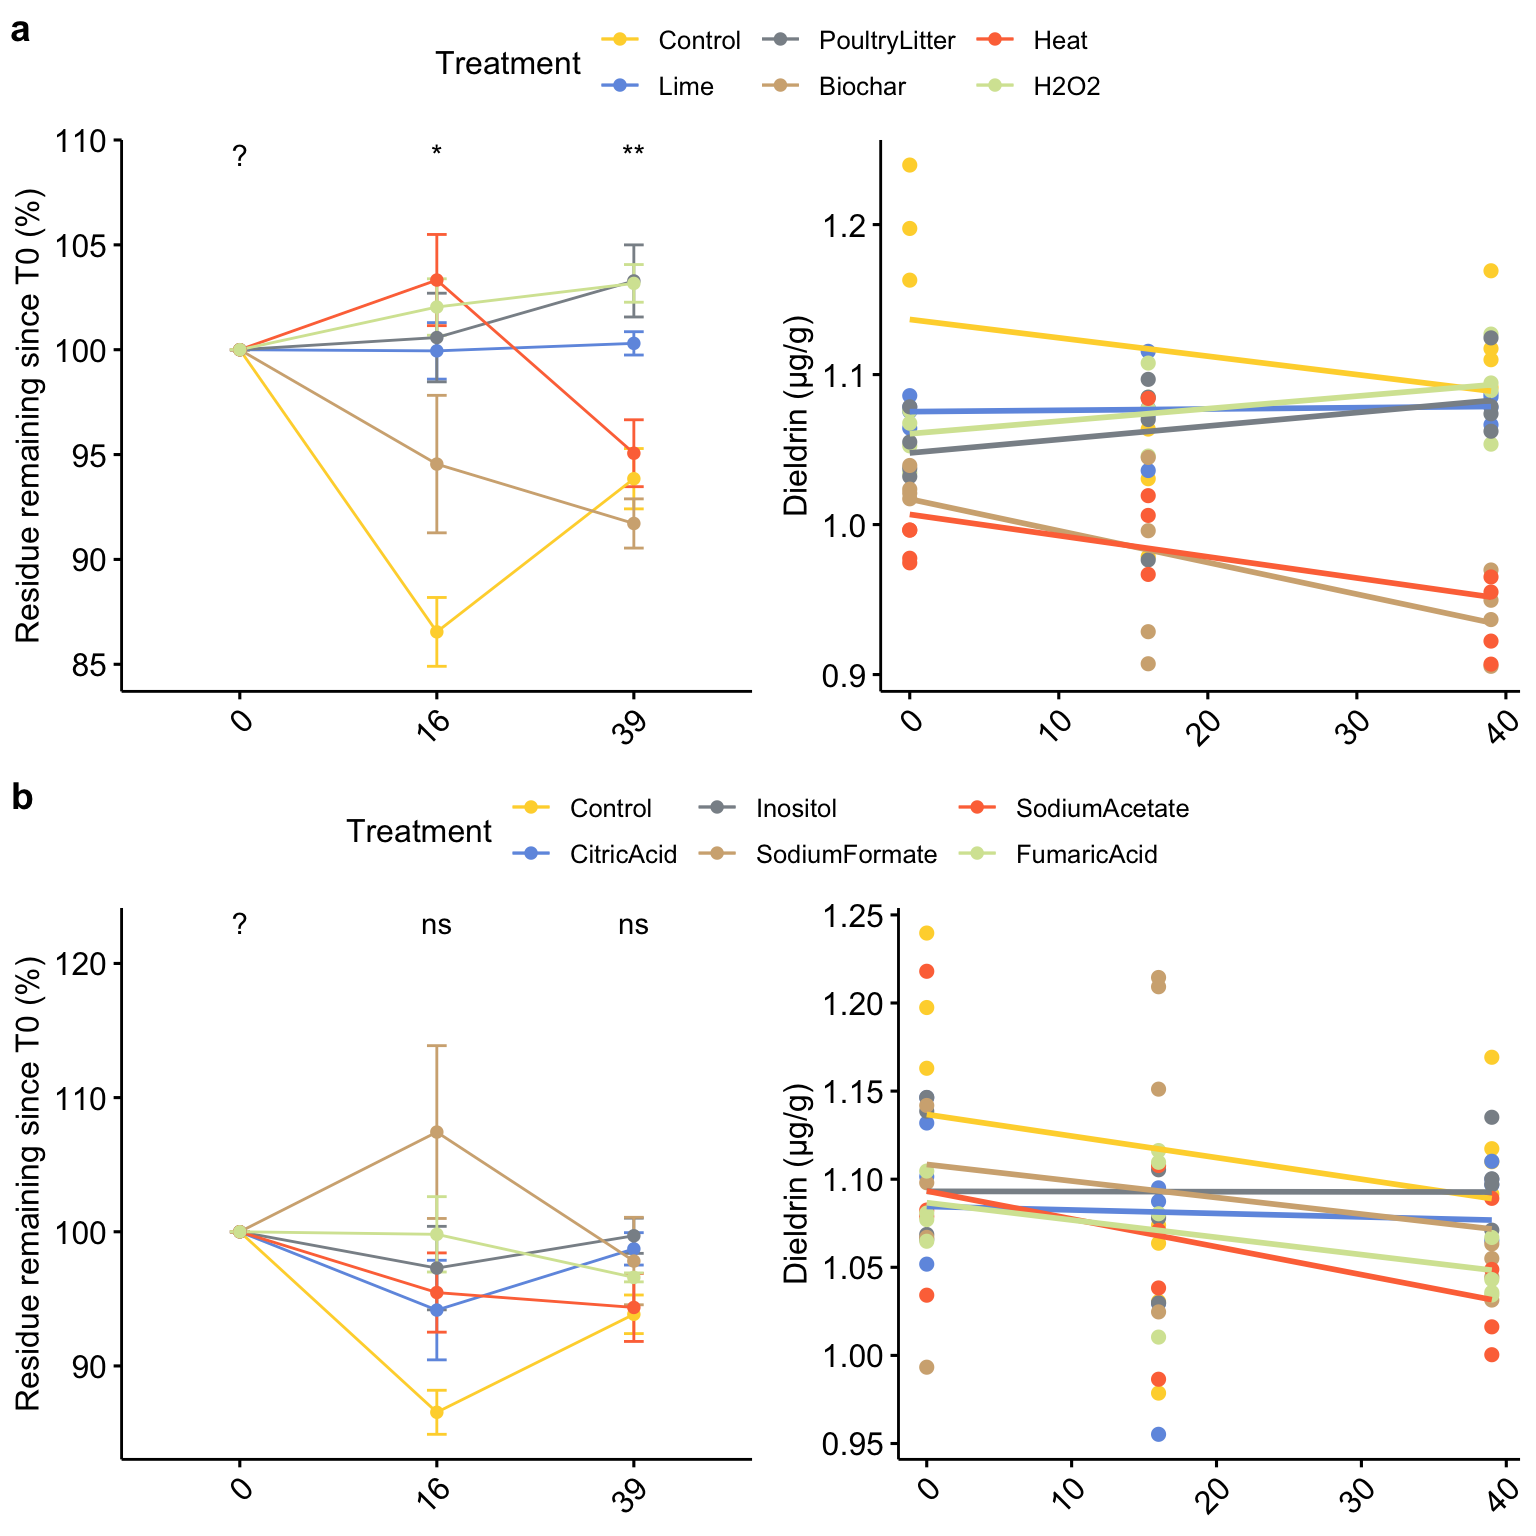 a
Treatment
Control
PoultryLitter
Heat
Lime
Biochar
H2O2
Residue remaining since T0 (%)
110
105
100
95
90
85
?
*
**
0
16
39
Dieldrin (µg/g)
1.2
1.1
1.0
0.9
0
10
20
30
40
b
Treatment
Control
Inositol
SodiumAcetate
CitricAcid
SodiumFormate
FumaricAcid
Residue remaining since T0 (%)
120
110
100
90
?
ns
ns
0
16
39
Dieldrin (µg/g)
1.25
1.20
1.15
1.10
1.05
1.00
0.95
0
10
20
30
40